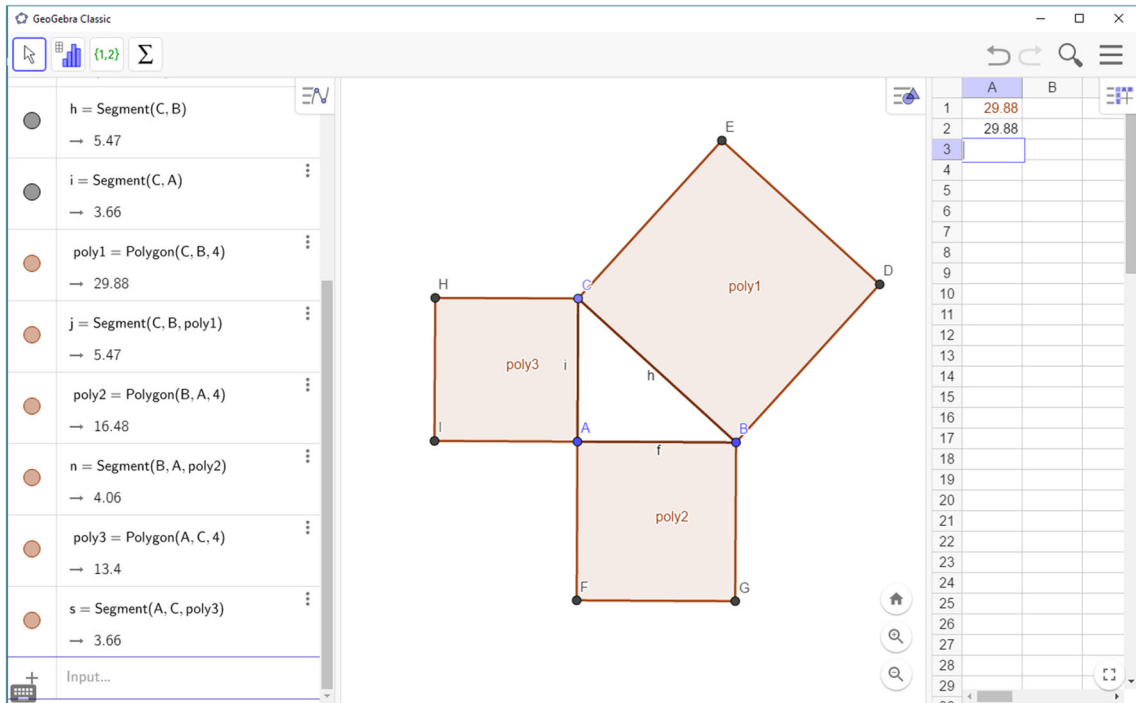 GeoGebra Classic
{1,2} Σ
h = Segment(C, B)
→ 5.47
i = Segment(C, A)
→ 3.66
poly1 = Polygon(C, B, 4)
→ 29.88
j = Segment(C, B, poly1)
→ 5.47
poly2 = Polygon(B, A, 4)
→ 16.48
n = Segment(B, A, poly2)
→ 4.06
poly3 = Polygon(A, C, 4)
→ 13.4
s = Segment(A, C, poly3)
→ 3.66
Input...
E
D
H
C
poly1
poly3
i
h
I
A
B
f
poly2
F
G
A B
1 29.88
2 29.88
3
4
5
6
7
8
9
10
11
12
13
14
15
16
17
18
19
20
21
22
23
24
25
26
27
28
29